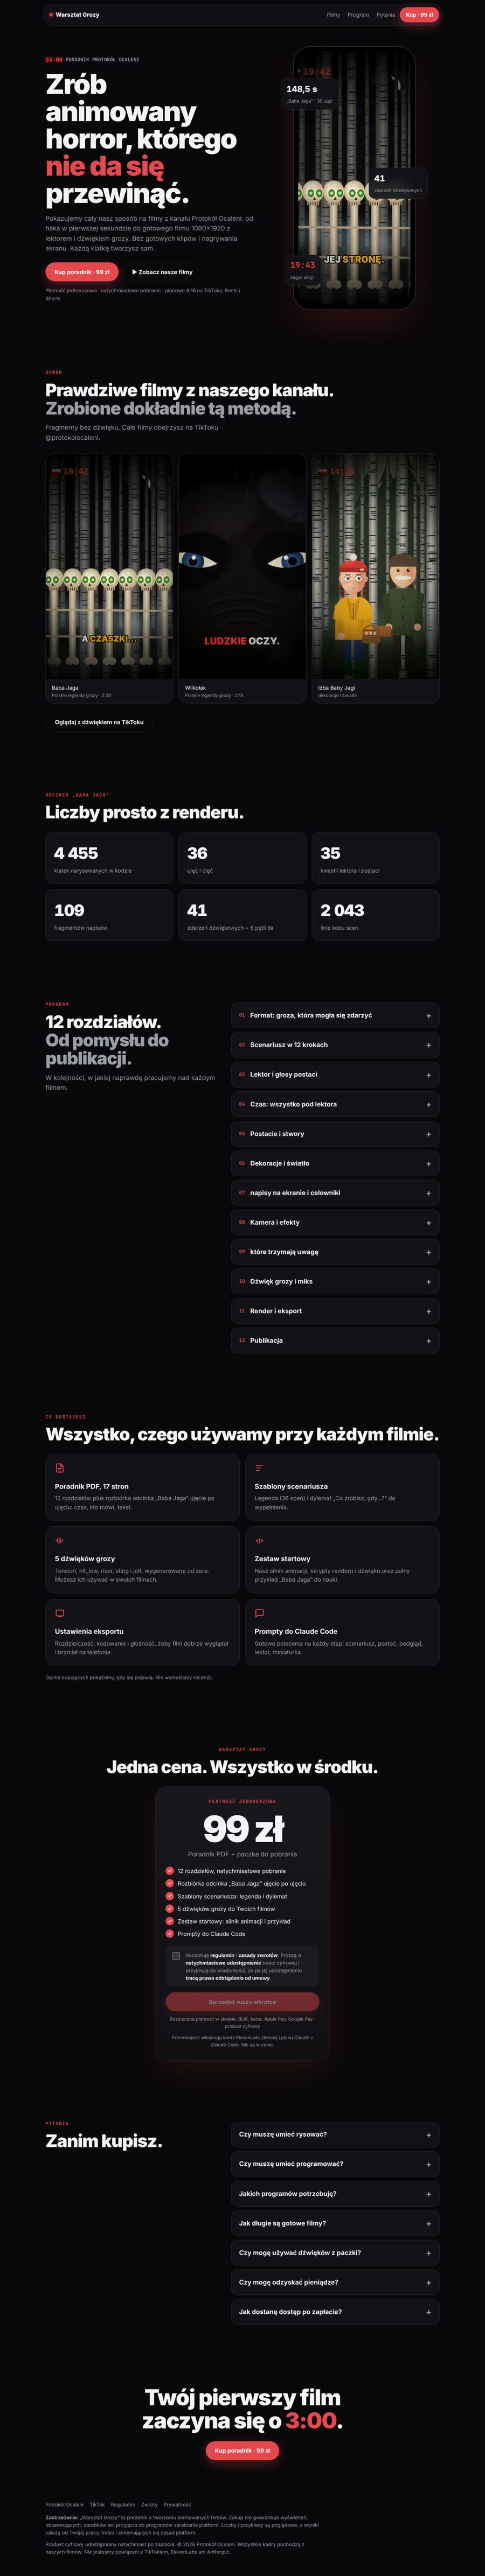 Warsztat Grozy
Filmy
Program
Pytania
Kup · 99 zł
03:00 PORADNIK PROTOKÓŁ OCALENI
Zrób
animowany
horror, którego
nie da się
przewinąć.
Pokazujemy cały nasz sposób na filmy z kanału Protokół Ocaleni: od
haka w pierwszej sekundzie do gotowego filmu 1080×1920 z
lektorem i dźwiękiem grozy. Bez gotowych klipów i nagrywania
ekranu. Każdą klatkę tworzysz sam.
Kup poradnik · 99 zł
▶ Zobacz nasze filmy
Płatność jednorazowa · natychmiastowe pobranie · pionowe 9:16 na TikToka, Reels i
Shorts
19:42
148,5 s
„Baba Jaga” · 36 ujęć
41
zdarzeń dźwiękowych
JEJ STRONĘ.
19:43
zegar akcji
DOWÓD
Prawdziwe filmy z naszego kanału.
Zrobione dokładnie tą metodą.
Fragmenty bez dźwięku. Całe filmy obejrzysz na TikToku
@protokolocaleni.
19:42
A CZASZKI...
Baba Jaga
Polskie legendy grozy · 2:28
LUDZKIE OCZY.
Wilkołak
Polskie legendy grozy · 2:18
Izba Baby Jagi
dekoracje i światło
Oglądaj z dźwiękiem na TikToku
ODCINEK „BABA JAGA”
Liczby prosto z renderu.
4 455
klatek narysowanych w kodzie
36
ujęć i cięć
35
kwestii lektora i postaci
109
fragmentów napisów
41
zdarzeń dźwiękowych + 6 pętli tła
2 043
linie kodu scen
PROGRAM
12 rozdziałów.
Od pomysłu do
publikacji.
W kolejności, w jakiej naprawdę pracujemy nad każdym
filmem.
01 Format: groza, która mogła się zdarzyć +
02 Scenariusz w 12 krokach +
03 Lektor i głosy postaci +
04 Czas: wszystko pod lektora +
05 Postacie i stwory +
06 Dekoracje i światło +
07 napisy na ekranie i celowniki +
08 Kamera i efekty +
09 które trzymają uwagę +
10 Dźwięk grozy i miks +
11 Render i eksport +
12 Publikacja +
CO DOSTAJESZ
Wszystko, czego używamy przy każdym filmie.
Poradnik PDF, 17 stron
12 rozdziałów plus rozbiórka odcinka „Baba Jaga” ujęcie po
ujęciu: czas, kto mówi, tekst.
Szablony scenariusza
Legenda (36 scen) i dylemat „Co zrobisz, gdy...?” do
wypełnienia.
5 dźwięków grozy
Tension, hit_low, riser, sting i jolt, wygenerowane od zera.
Możesz ich używać w swoich filmach.
Zestaw startowy
Nasz silnik animacji, skrypty renderu i dźwięku oraz pełny
przykład „Baba Jaga” do nauki.
Ustawienia eksportu
Rozdzielczość, kodowanie i głośność, żeby film dobrze wyglądał
i brzmiał na telefonie.
Prompty do Claude Code
Gotowe polecenia na każdy etap: scenariusz, postać, podgląd,
lektor, miniaturka.
Opinie kupujących pokażemy, gdy się pojawią. Nie wymyślamy recenzji.
WARSZTAT GROZY
Jedna cena. Wszystko w środku.
PŁATNOŚĆ JEDNORAZOWA
99 zł
Poradnik PDF + paczka do pobrania
12 rozdziałów, natychmiastowe pobranie
Rozbiórka odcinka „Baba Jaga” ujęcie po ujęciu
Szablony scenariusza: legenda i dylemat
5 dźwięków grozy do Twoich filmów
Zestaw startowy: silnik animacji i przykład
Prompty do Claude Code
Akceptuję regulamin i zasady zwrotów. Proszę o
natychmiastowe udostępnienie treści cyfrowej i
przyjmuję do wiadomości, że po jej udostępnieniu
tracę prawo odstąpienia od umowy.
Sprzedaż ruszy wkrótce
Bezpieczna płatność w sklepie: BLIK, karta, Apple Pay, Google Pay ·
produkt cyfrowy
Potrzebujesz własnego konta ElevenLabs (lektor) i planu Claude z
Claude Code. Nie są w cenie.
PYTANIA
Zanim kupisz.
Czy muszę umieć rysować? +
Czy muszę umieć programować? +
Jakich programów potrzebuję? +
Jak długie są gotowe filmy? +
Czy mogę używać dźwięków z paczki? +
Czy mogę odzyskać pieniądze? +
Jak dostanę dostęp po zapłacie? +
Twój pierwszy film
zaczyna się o 3:00.
Kup poradnik · 99 zł
Protokół Ocaleni
TikTok
Regulamin
Zwroty
Prywatność
Zastrzeżenie: „Warsztat Grozy” to poradnik o tworzeniu animowanych filmów. Zakup nie gwarantuje wyświetleń,
obserwujących, zarobków ani przyjęcia do programów zarabiania platform. Liczby i przykłady są poglądowe, a wyniki
zależą od Twojej pracy, treści i zmieniających się zasad platform.
Produkt cyfrowy udostępniany natychmiast po zapłacie. © 2026 Protokół Ocaleni. Wszystkie kadry pochodzą z
naszych filmów. Nie jesteśmy powiązani z TikTokiem, ElevenLabs ani Anthropic.